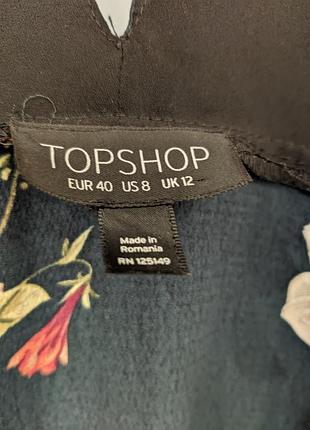 TOPSHOP
EUR 40 US 8 UK 12
Made in
Romania
RN 125149